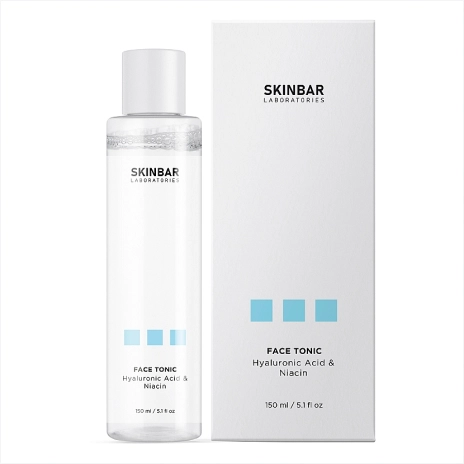 SKINBAR
LABORATORIES
FACE TONIC
Hyaluronic Acid &
Niacin
150 ml / 5.1 fl oz
SKINBAR
LABORATORIES
FACE TONIC
Hyaluronic Acid &
Niacin
150 ml / 5.1 fl oz